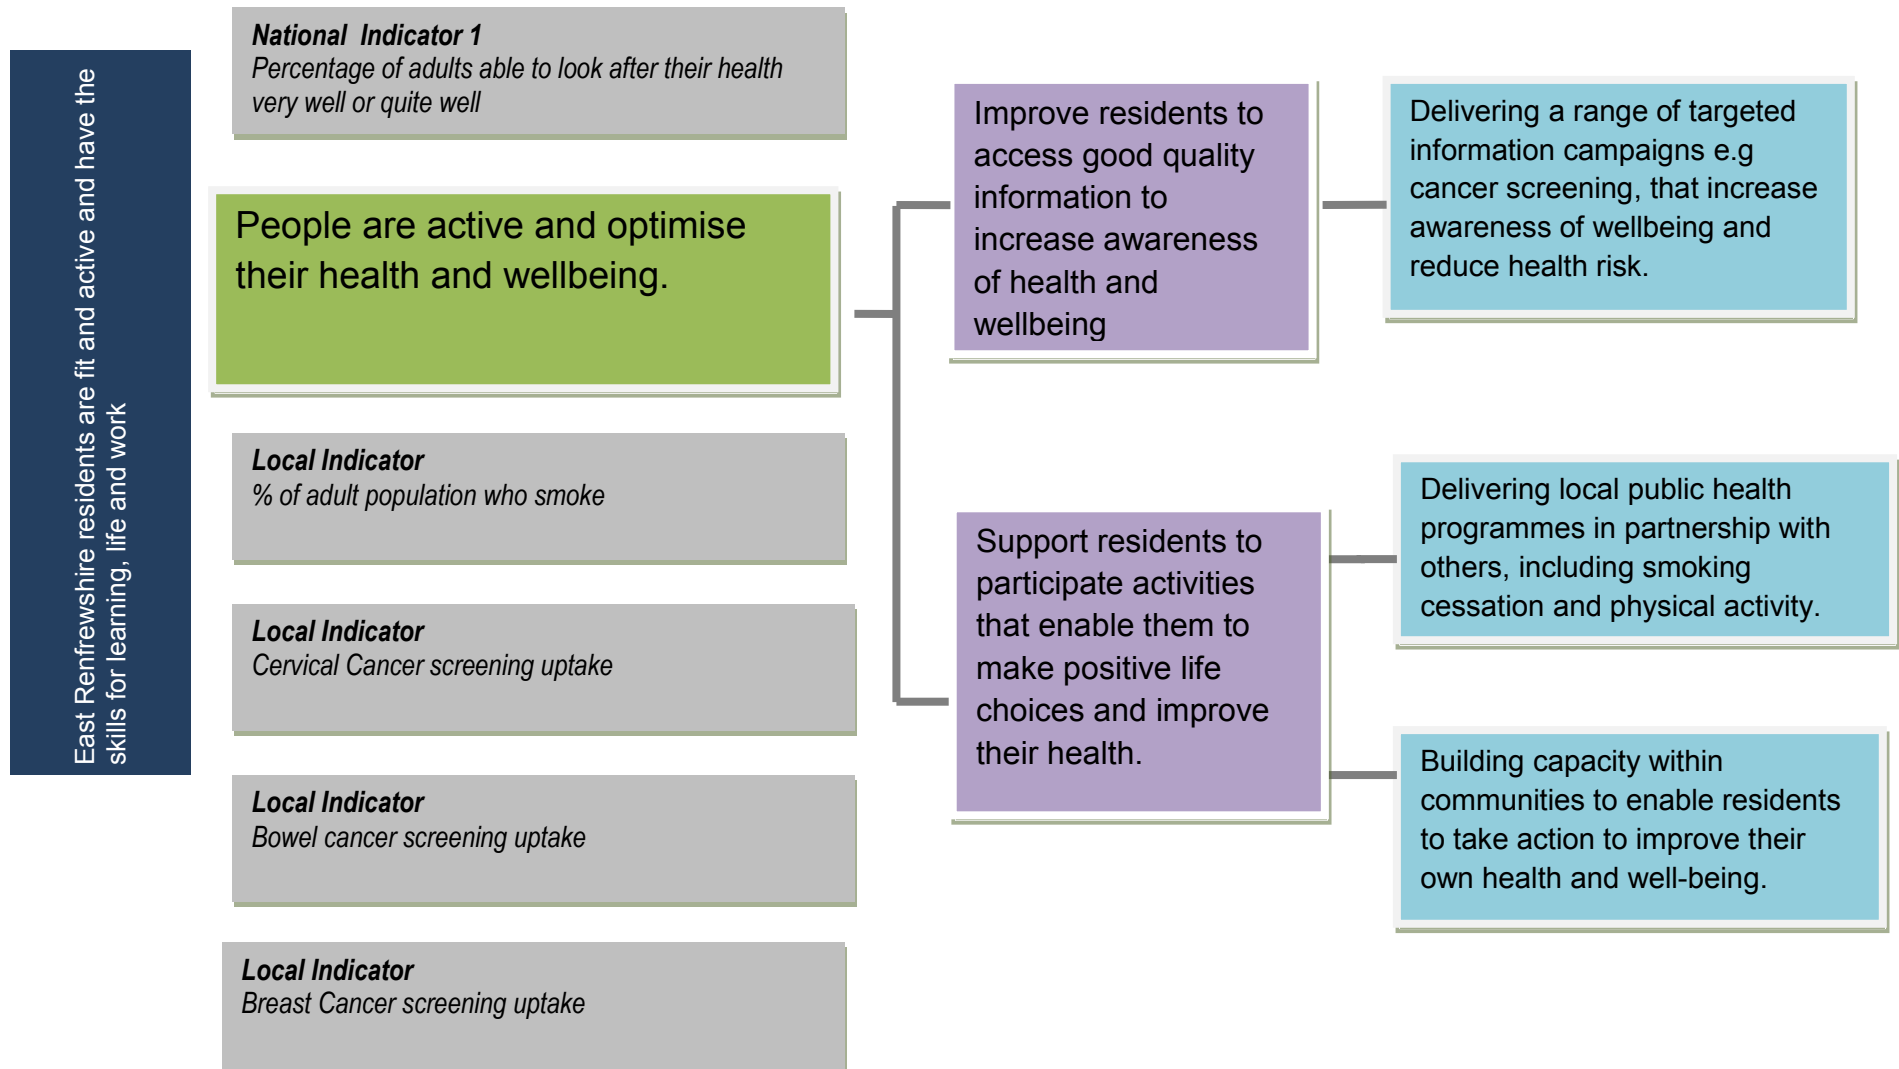 East Renfrewshire residents are fit and active and have the
skills for learning, life and work
National  Indicator 1
Percentage of adults able to look after their health
very well or quite well
People are active and optimise
their health and wellbeing.
Local Indicator
% of adult population who smoke
Local Indicator
Cervical Cancer screening uptake
Local Indicator
Bowel cancer screening uptake
Local Indicator
Breast Cancer screening uptake
Improve residents to
access good quality
information to
increase awareness
of health and
wellbeing
Support residents to
participate activities
that enable them to
make positive life
choices and improve
their health.
Delivering a range of targeted
information campaigns e.g
cancer screening, that increase
awareness of wellbeing and
reduce health risk.
Delivering local public health
programmes in partnership with
others, including smoking
cessation and physical activity.
Building capacity within
communities to enable residents
to take action to improve their
own health and well-being.